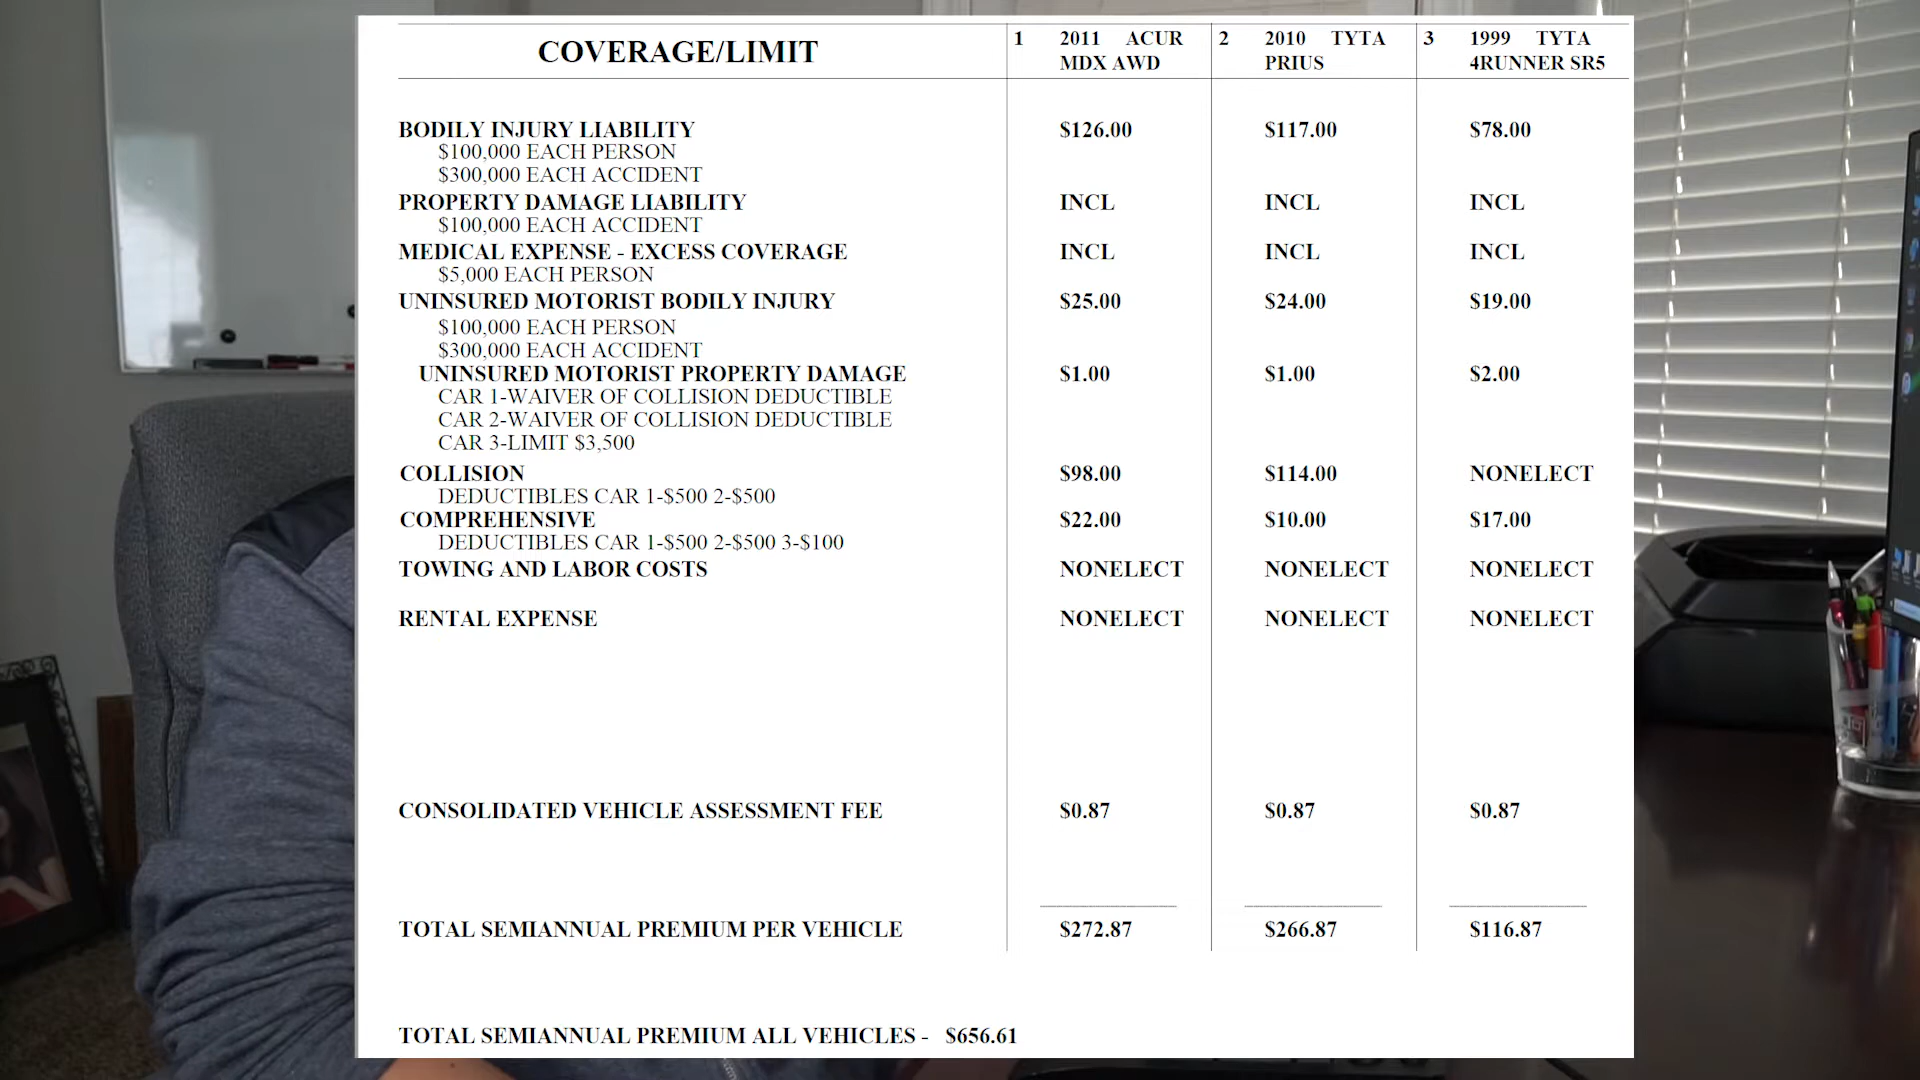 COVERAGE/LIMIT
1 2011 ACUR MDX AWD
2 2010 TYTA PRIUS
3 1999 TYTA 4RUNNER SR5
BODILY INJURY LIABILITY $126.00 $117.00 $78.00
$100,000 EACH PERSON
$300,000 EACH ACCIDENT
PROPERTY DAMAGE LIABILITY INCL INCL INCL
$100,000 EACH ACCIDENT
MEDICAL EXPENSE - EXCESS COVERAGE INCL INCL INCL
$5,000 EACH PERSON
UNINSURED MOTORIST BODILY INJURY $25.00 $24.00 $19.00
$100,000 EACH PERSON
$300,000 EACH ACCIDENT
UNINSURED MOTORIST PROPERTY DAMAGE $1.00 $1.00 $2.00
CAR 1-WAIVER OF COLLISION DEDUCTIBLE
CAR 2-WAIVER OF COLLISION DEDUCTIBLE
CAR 3-LIMIT $3,500
COLLISION $98.00 $114.00 NONELECT
DEDUCTIBLES CAR 1-$500 2-$500
COMPREHENSIVE $22.00 $10.00 $17.00
DEDUCTIBLES CAR 1-$500 2-$500 3-$100
TOWING AND LABOR COSTS NONELECT NONELECT NONELECT
RENTAL EXPENSE NONELECT NONELECT NONELECT
CONSOLIDATED VEHICLE ASSESSMENT FEE $0.87 $0.87 $0.87
TOTAL SEMIANNUAL PREMIUM PER VEHICLE $272.87 $266.87 $116.87
TOTAL SEMIANNUAL PREMIUM ALL VEHICLES - $656.61